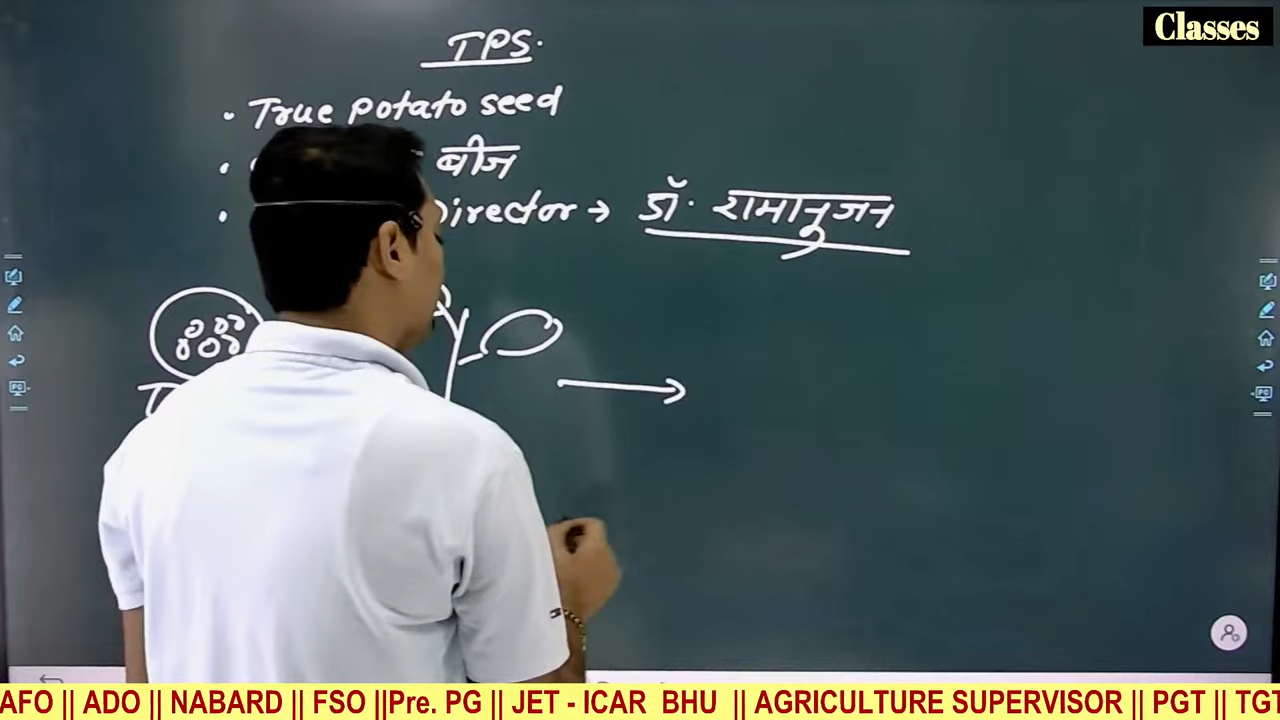 Classes
TPS.
• True potato seed
• बीज
• Director → डॉ. रामानुजन
AFO || ADO || NABARD || FSO ||Pre. PG || JET - ICAR BHU || AGRICULTURE SUPERVISOR || PGT || TGT